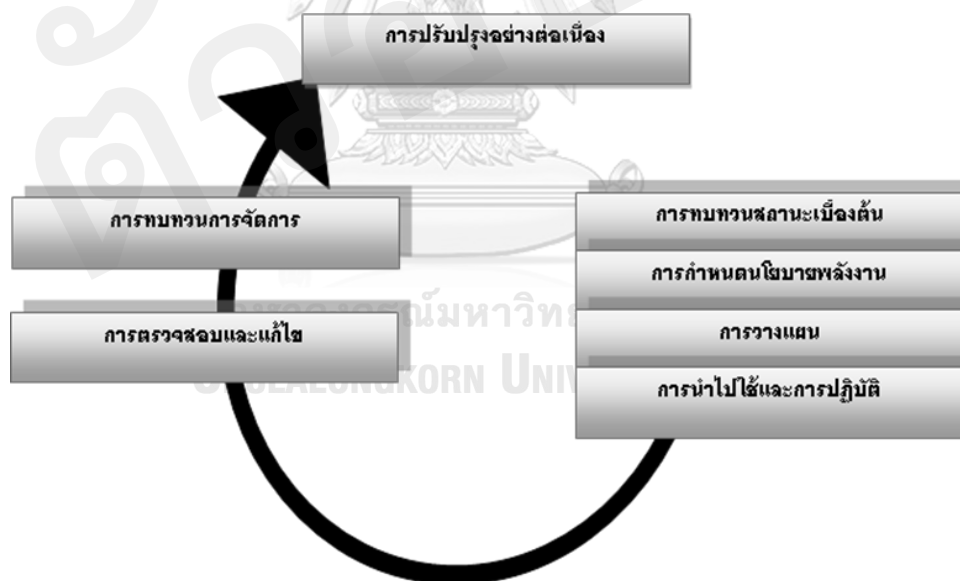 การปรับปรุงอย่างต่อเนื่อง
การทบทวนการจัดการ
การทบทวนสถานะเบื้องต้น
การกำหนดนโยบายพลังงาน
การตรวจสอบและแก้ไข
การวางแผน
การนำไปใช้และการปฏิบัติ